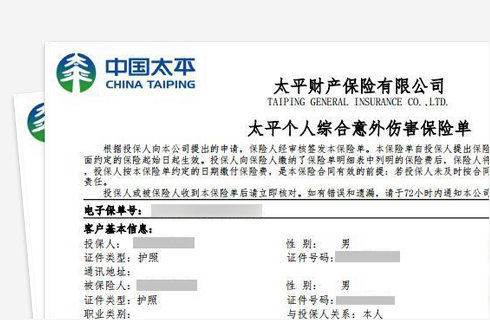 中国太平
CHINA TAIPING
太平财产保险有限公司
TAIPING GENERAL INSURANCE CO.,LTD.
太平个人综合意外伤害保险单
根据投保人向本公司提出的申请，保险人经审核签发本保险单。本保险单自投保人提出保险
面约定的保险起始日起生效。投保人向保险人缴纳了保险单明细表中列明的保险费后，保险人待
，投保人按本保险单约定的日期缴付保险费，是本保险合同有效的前提；若投保人未及时按合同
责任。
投保人或被保险人收到本保险单后请立即核对。如有错误和遗漏，请于72小时内通知本公司
电子保单号：
客户基本信息：
投保人： 性 别： 男
证件类型：护照 证件号码：
通讯地址：
被保险人： 性 别： 男
证件类型：护照 证件号码：
职业类别： 与投保人关系：本人